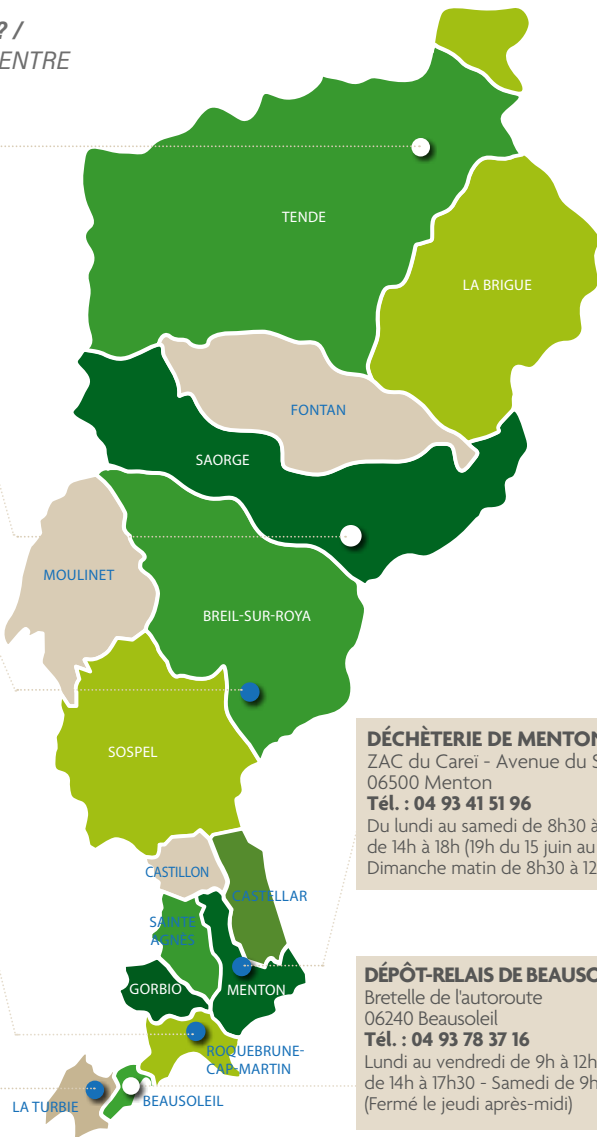 ? /
ENTRE
TENDE
LA BRIGUE
FONTAN
SAORGE
MOULINET
BREIL-SUR-ROYA
SOSPEL
DÉCHÈTERIE DE MENTON
ZAC du Careï - Avenue du S
06500 Menton
Tél. : 04 93 41 51 96
Du lundi au samedi de 8h30 à
de 14h à 18h (19h du 15 juin au
Dimanche matin de 8h30 à 12
CASTILLON
CASTELLAR
SAINTE
AGNÈS
GORBIO
MENTON
ROQUEBRUNE-
CAP-MARTIN
LA TURBIE
BEAUSOLEIL
DÉPÔT-RELAIS DE BEAUSO
Bretelle de l'autoroute
06240 Beausoleil
Tél. : 04 93 78 37 16
Lundi au vendredi de 9h à 12h
de 14h à 17h30 - Samedi de 9h
(Fermé le jeudi après-midi)